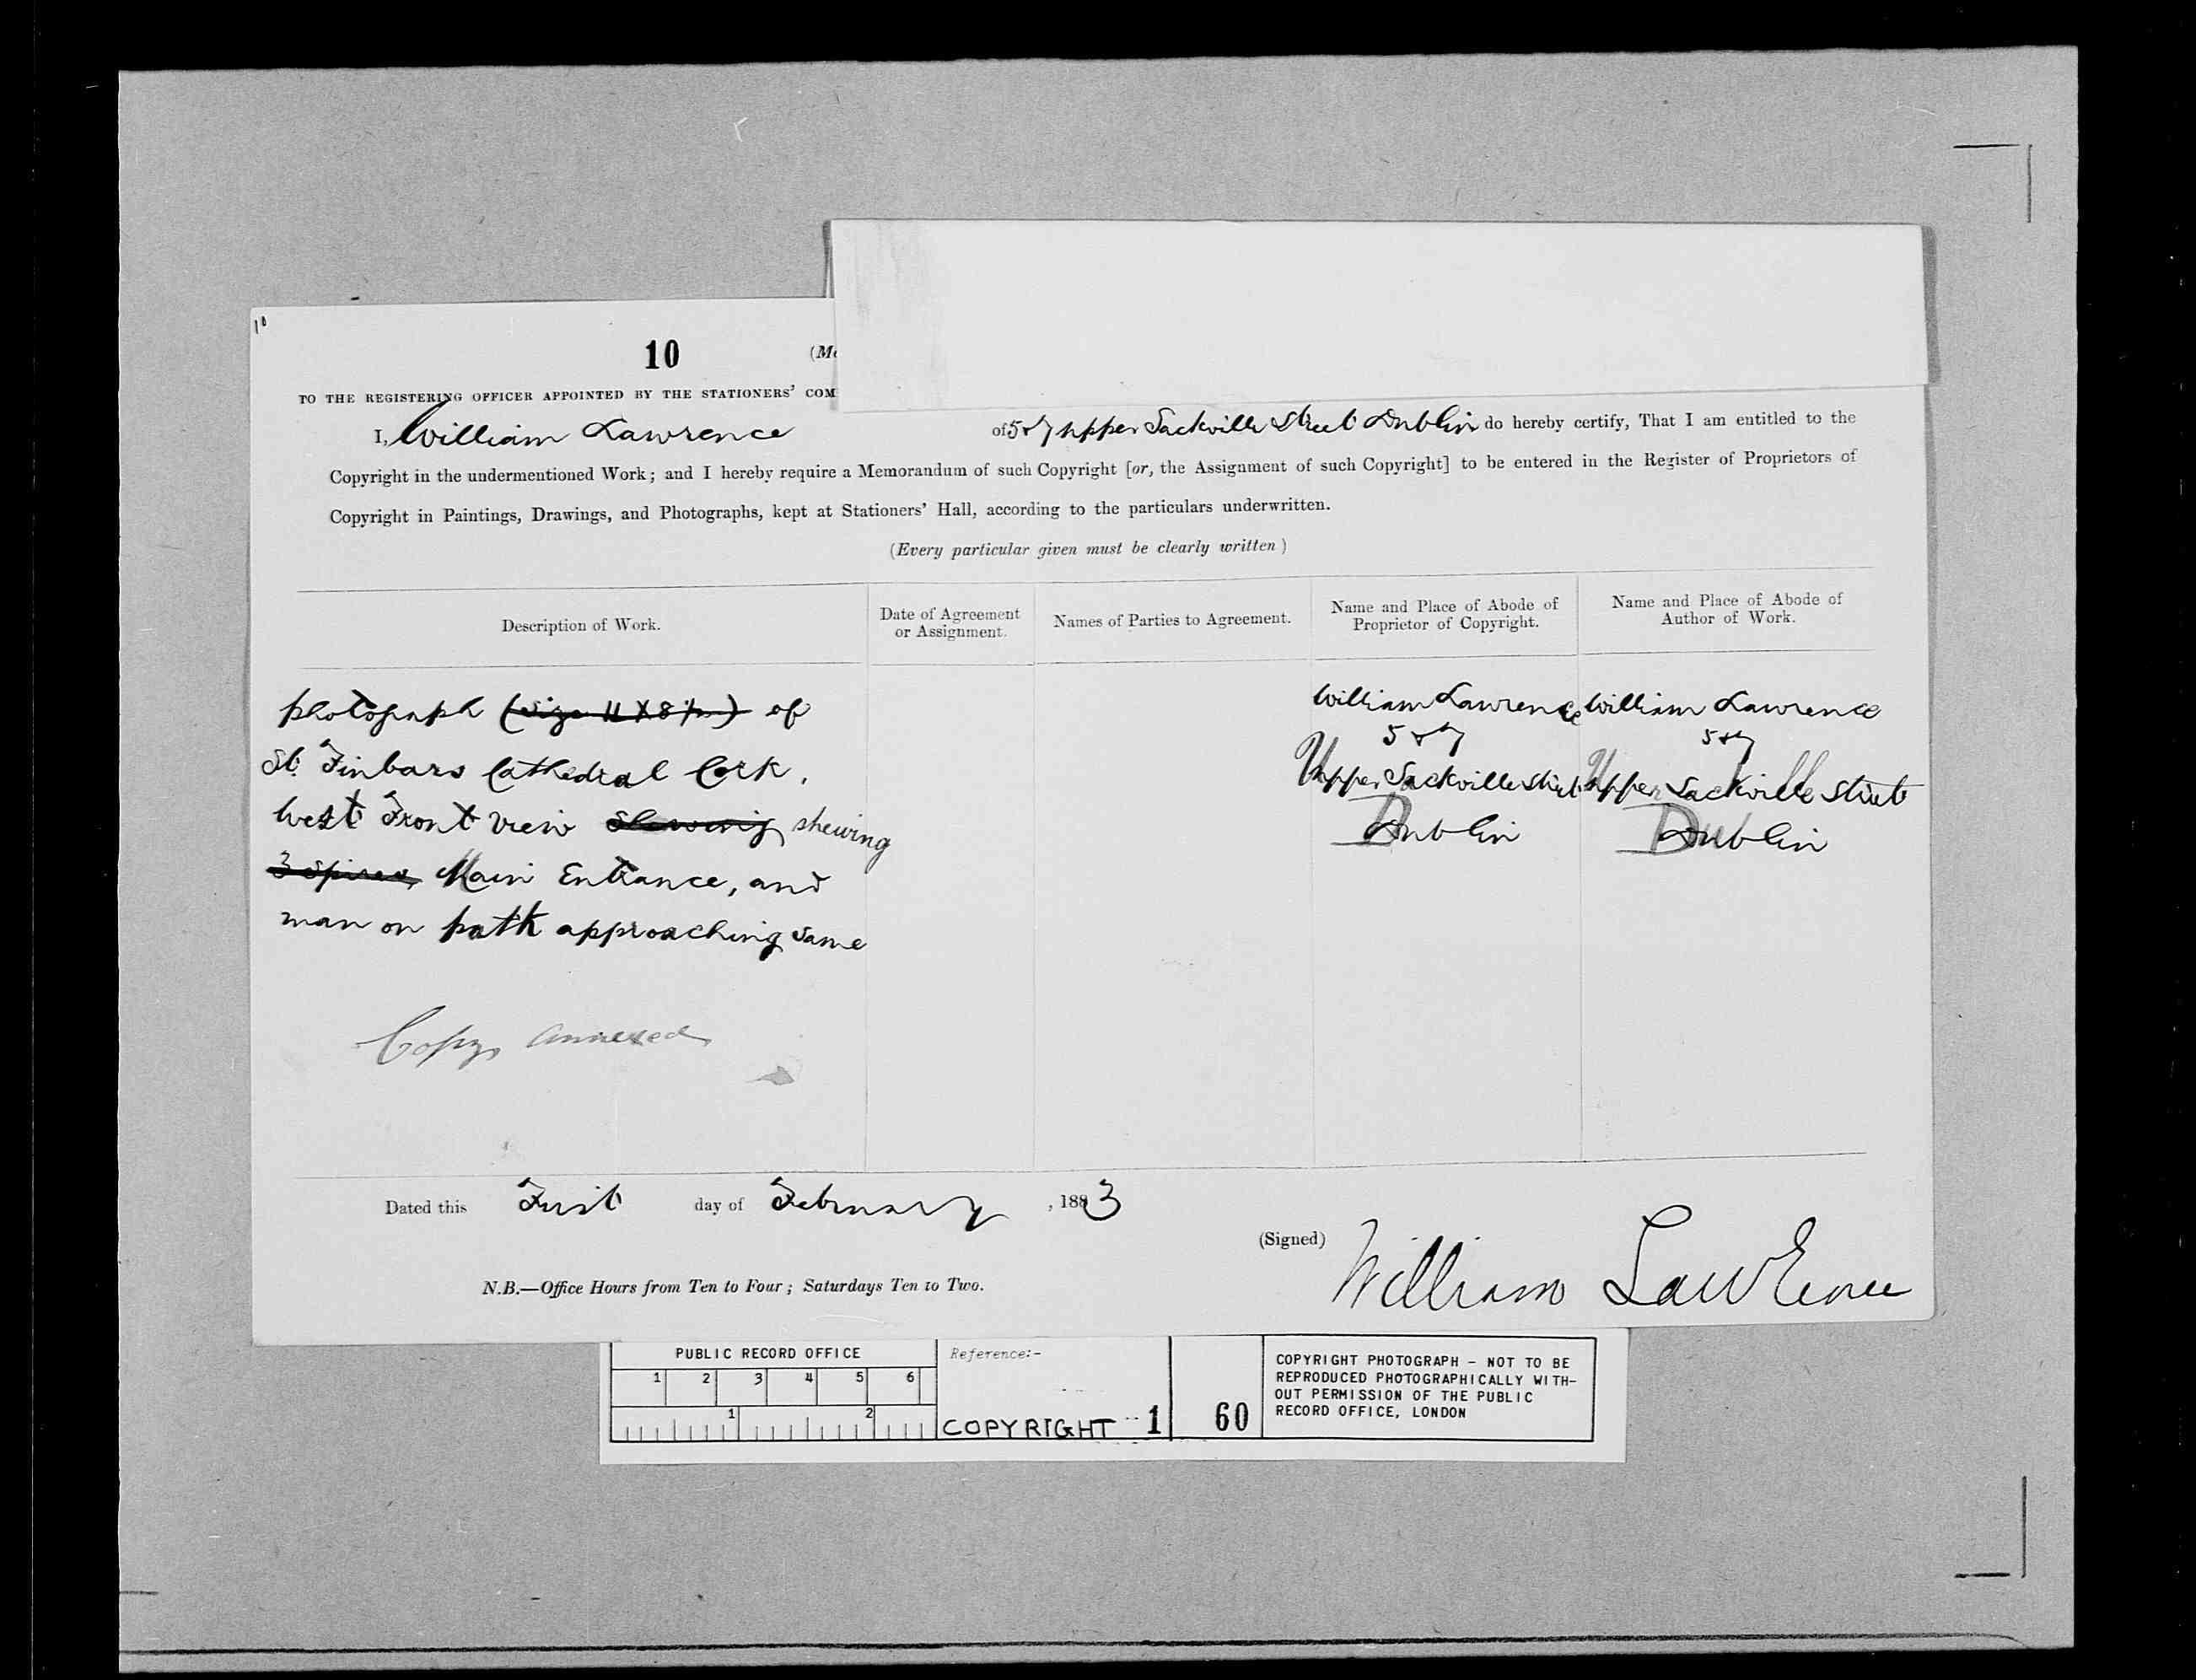 10
10 (Me
TO THE REGISTERING OFFICER APPOINTED BY THE STATIONERS' COM
I, William Lawrence of 5 & 7 upper Sackville Street Dublin do hereby certify, That I am entitled to the
Copyright in the undermentioned Work; and I hereby require a Memorandum of such Copyright [or, the Assignment of such Copyright] to be entered in the Register of Proprietors of
Copyright in Paintings, Drawings, and Photographs, kept at Stationers' Hall, according to the particulars underwritten.
(Every particular given must be clearly written)
Description of Work.
Date of Agreement
or Assignment.
Names of Parties to Agreement.
Name and Place of Abode of
Proprietor of Copyright.
Name and Place of Abode of
Author of Work.
photograph (size 11 X 8½) of
St. Finbars Cathedral Cork,
West Front view Shewing shewing
3 Spires, Main Entrance, and
man on path approaching same
Copy annexed
William Lawrence
5 & 7
Upper Sackville Street
Dublin
William Lawrence
5 & 7
Upper Sackville Street
Dublin
Dated this First day of February, 1883
(Signed) William Lawrence
N.B.—Office Hours from Ten to Four; Saturdays Ten to Two.
PUBLIC RECORD OFFICE
1 2 3 4 5 6
1 2
Reference:-
COPYRIGHT 1 60
COPYRIGHT PHOTOGRAPH - NOT TO BE
REPRODUCED PHOTOGRAPHICALLY WITH-
OUT PERMISSION OF THE PUBLIC
RECORD OFFICE, LONDON